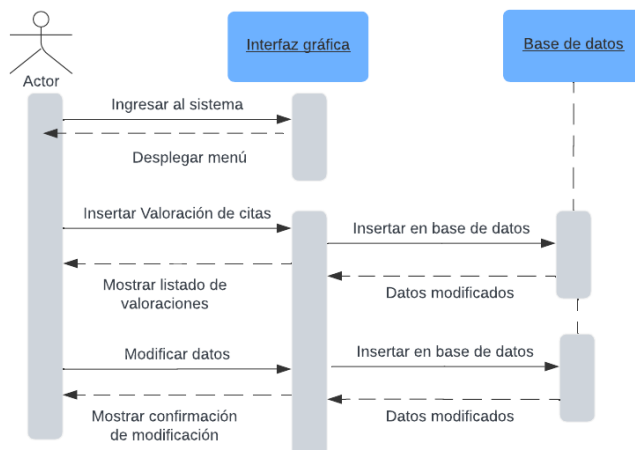 Interfaz gráfica
Base de datos
Actor
Ingresar al sistema
Desplegar menú
Insertar Valoración de citas
Insertar en base de datos
Mostrar listado de
valoraciones
Datos modificados
Modificar datos
Insertar en base de datos
Mostrar confirmación
de modificación
Datos modificados